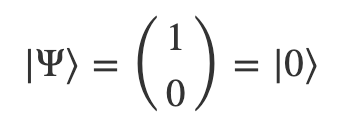 |Ψ⟩ = (1 0) = |0⟩